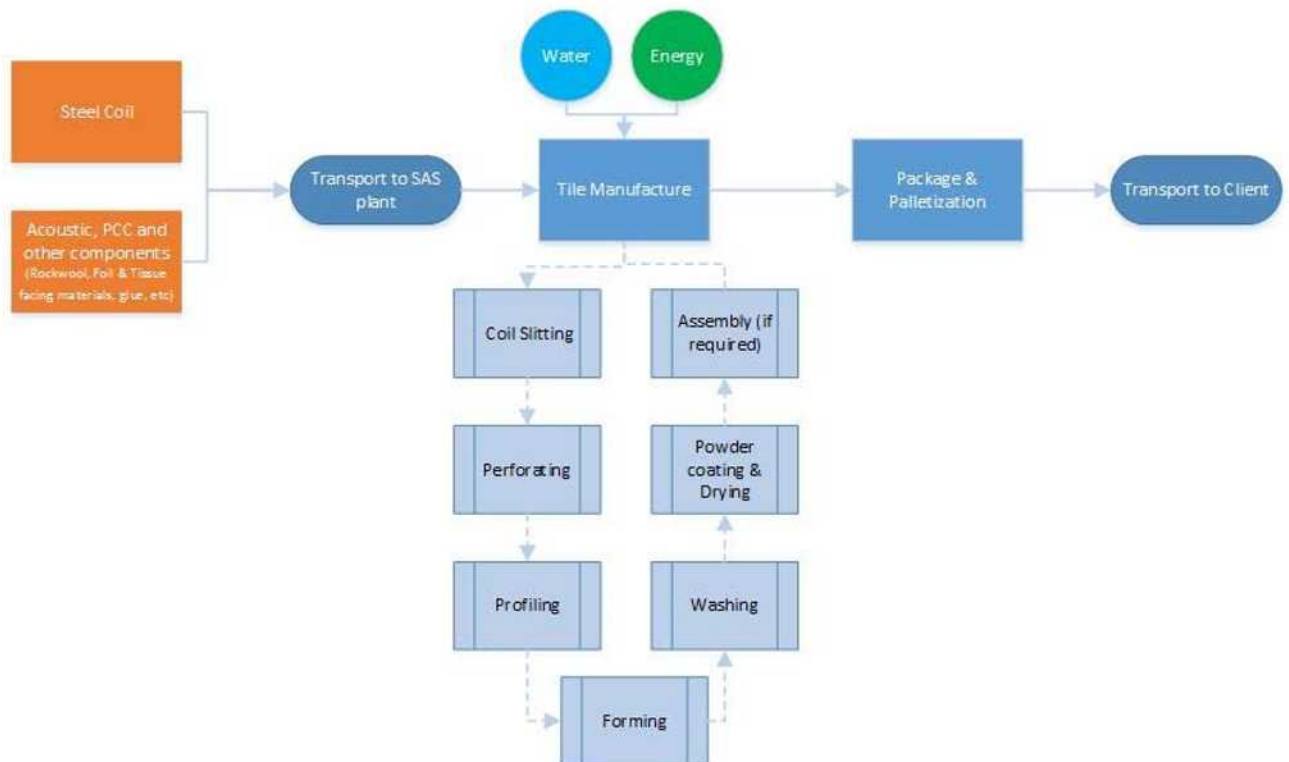 Water
Energy
Steel Coil
Transport to SAS
plant
Tile Manufacture
Package &
Palletization
Transport to Client
Acoustic, PCC and
other components
(Rockwool, Foil & Tissue
facing materials, glue, etc)
Coil Slitting
Assembly (if
required)
Perforating
Powder
coating &
Drying
Profiling
Washing
Forming